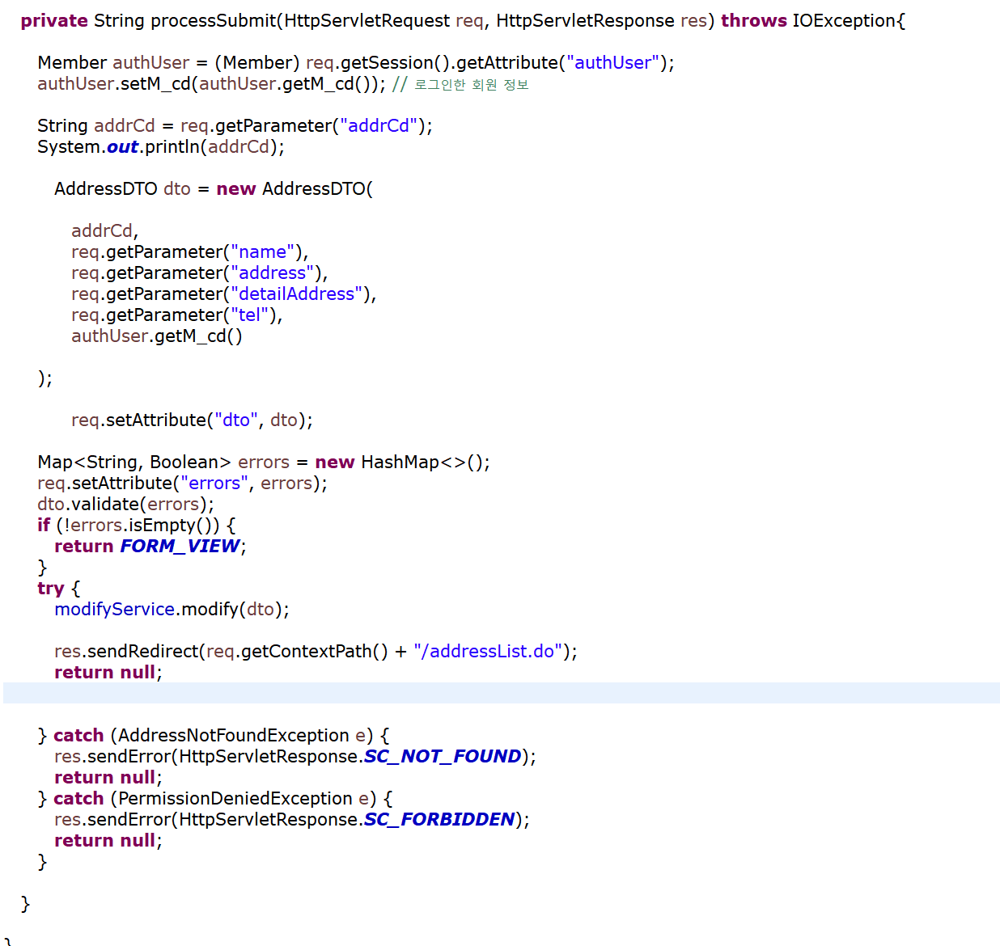 private String processSubmit(HttpServletRequest req, HttpServletResponse res) throws IOException{
Member authUser = (Member) req.getSession().getAttribute("authUser");
authUser.setM_cd(authUser.getM_cd()); // 로그인한 회원 정보
String addrCd = req.getParameter("addrCd");
System.out.println(addrCd);
AddressDTO dto = new AddressDTO(
addrCd,
req.getParameter("name"),
req.getParameter("address"),
req.getParameter("detailAddress"),
req.getParameter("tel"),
authUser.getM_cd()
);
req.setAttribute("dto", dto);
Map<String, Boolean> errors = new HashMap<>();
req.setAttribute("errors", errors);
dto.validate(errors);
if (!errors.isEmpty()) {
return FORM_VIEW;
}
try {
modifyService.modify(dto);
res.sendRedirect(req.getContextPath() + "/addressList.do");
return null;
} catch (AddressNotFoundException e) {
res.sendError(HttpServletResponse.SC_NOT_FOUND);
return null;
} catch (PermissionDeniedException e) {
res.sendError(HttpServletResponse.SC_FORBIDDEN);
return null;
}
}
}